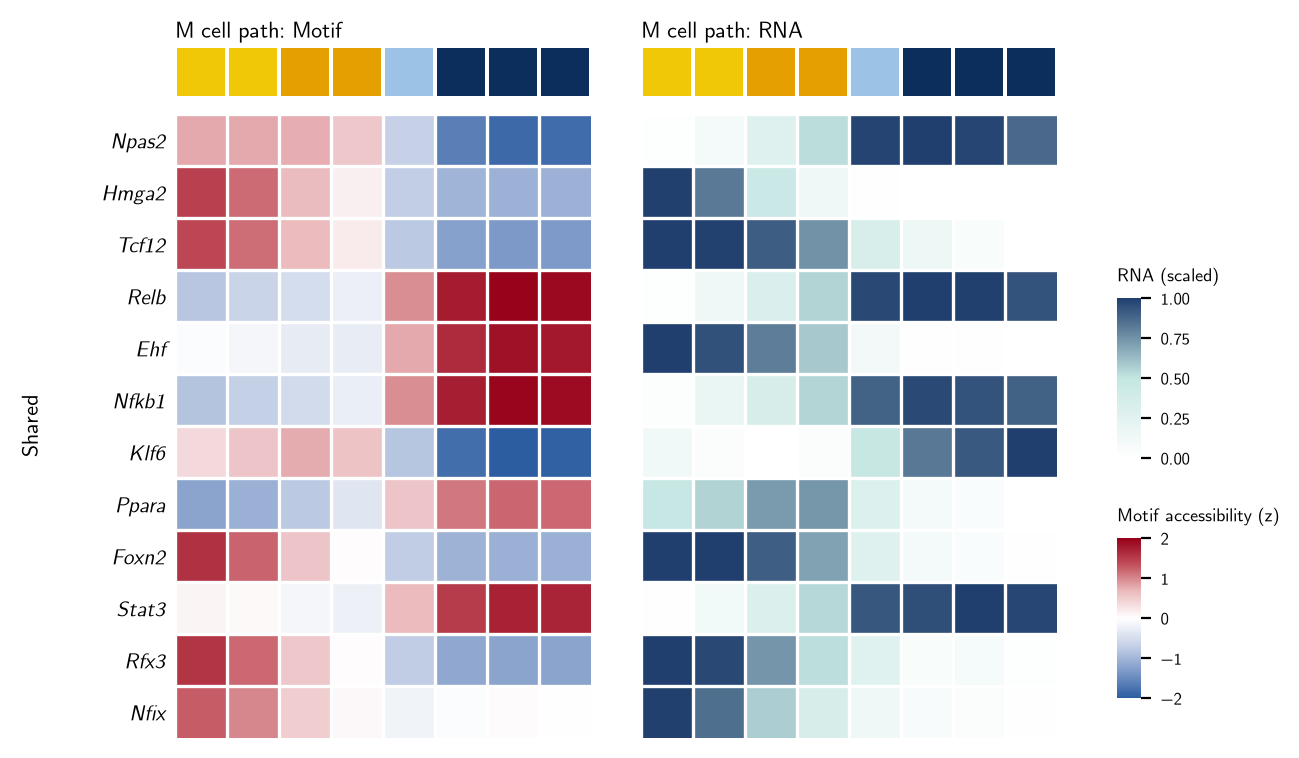 M cell path: Motif
M cell path: RNA
Shared
Npas2
Hmga2
Tcf12
Relb
Ehf
Nfkb1
Klf6
Ppara
Foxn2
Stat3
Rfx3
Nfix
RNA (scaled)
1.00
0.75
0.50
0.25
0.00
Motif accessibility (z)
2
1
0
−1
−2